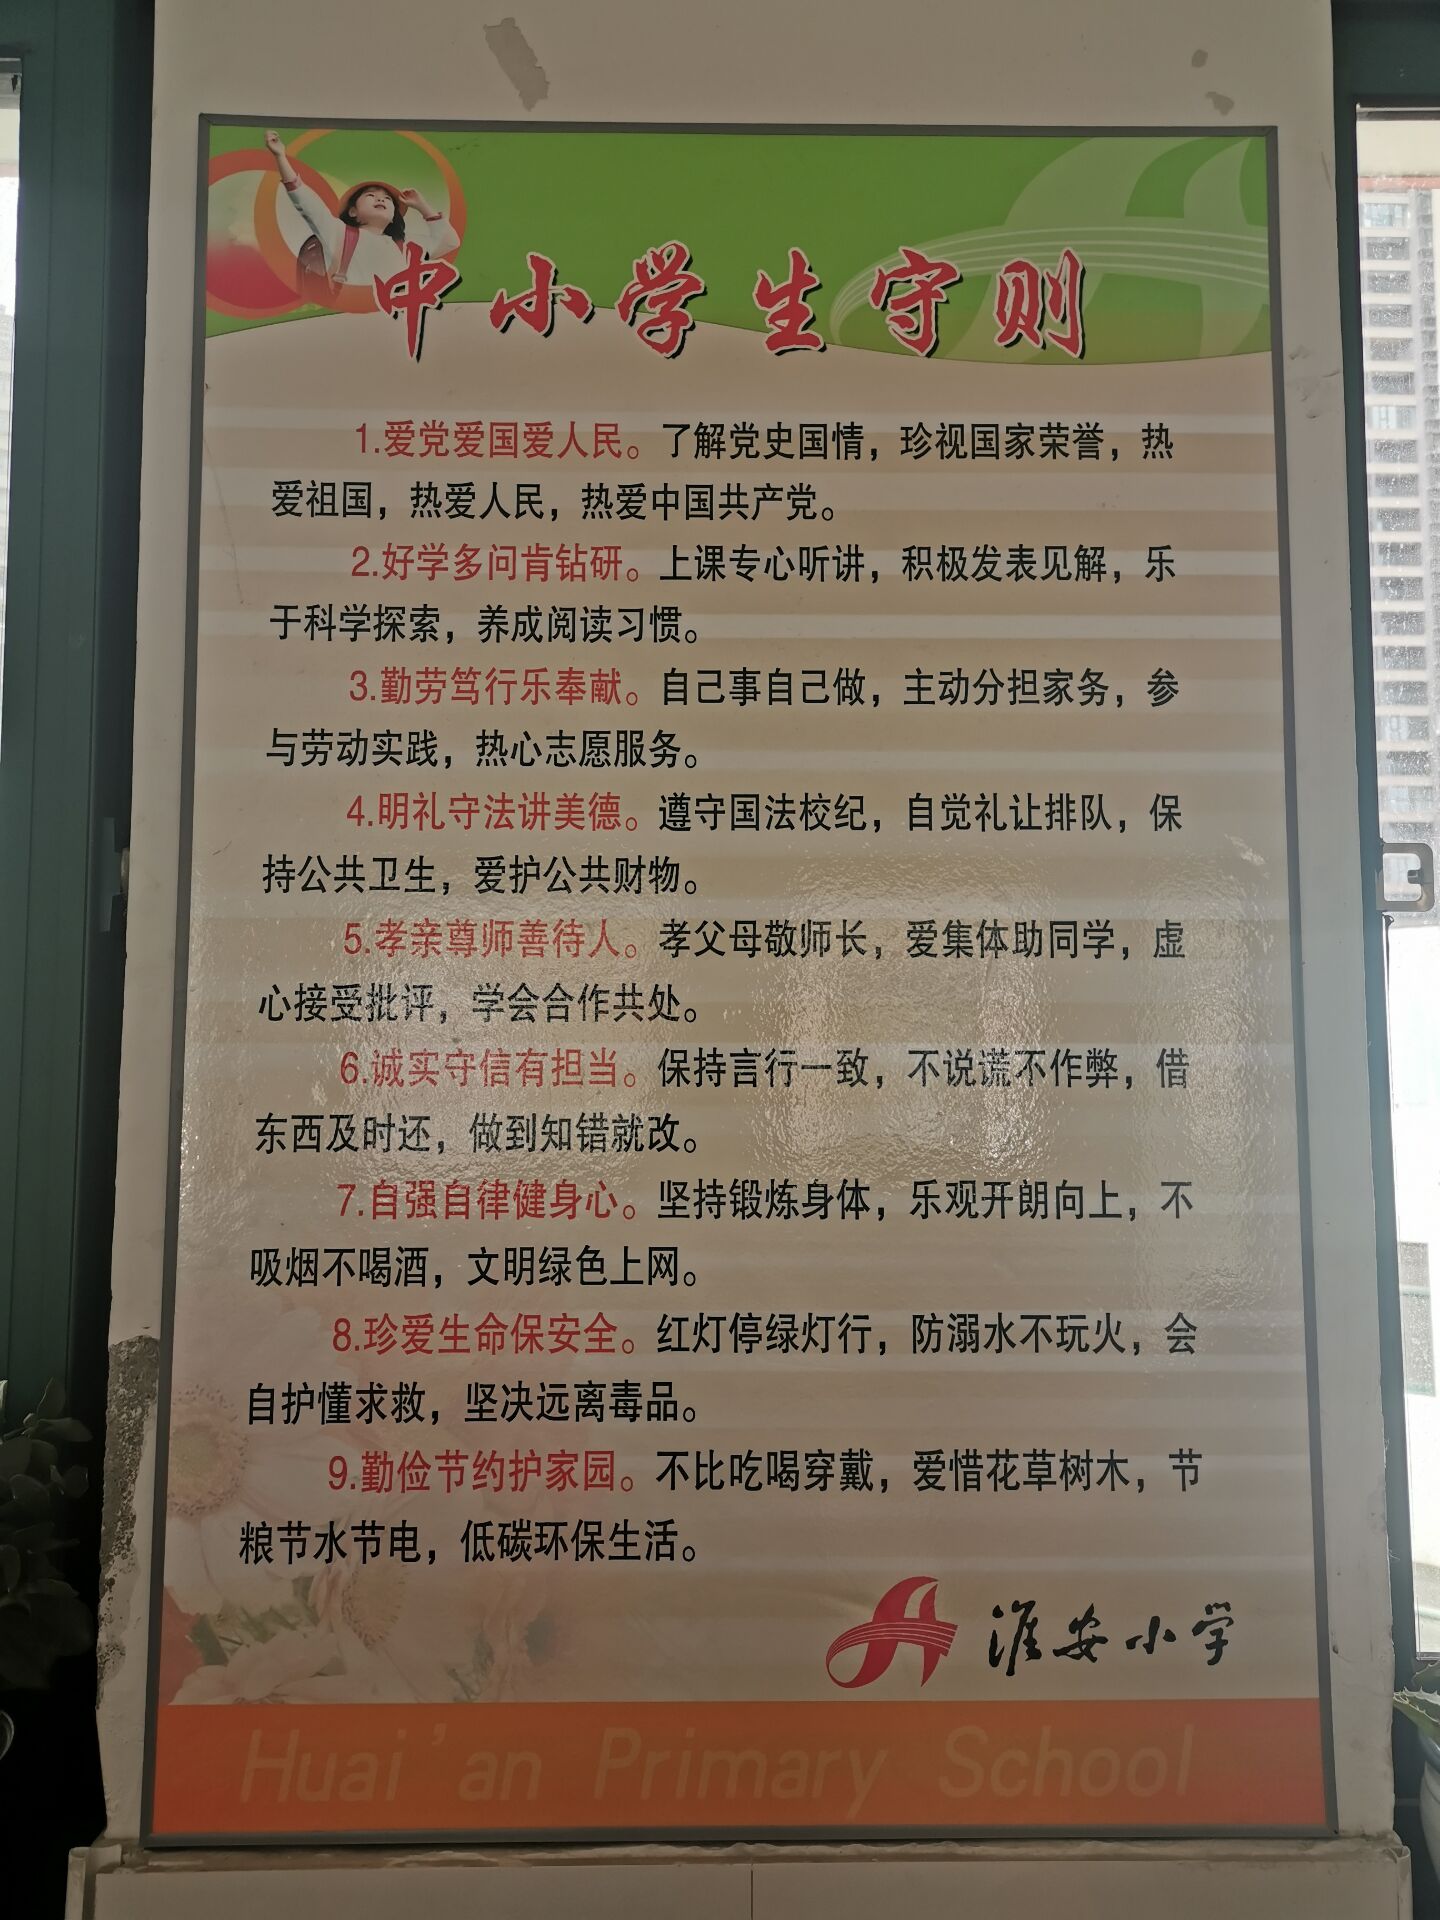 中小学生守则
1.爱党爱国爱人民。了解党史国情，珍视国家荣誉，热
爱祖国，热爱人民，热爱中国共产党。
2.好学多问肯钻研。上课专心听讲，积极发表见解，乐
于科学探索，养成阅读习惯。
3.勤劳笃行乐奉献。自己事自己做，主动分担家务，参
与劳动实践，热心志愿服务。
4.明礼守法讲美德。遵守国法校纪，自觉礼让排队，保
持公共卫生，爱护公共财物。
5.孝亲尊师善待人。孝父母敬师长，爱集体助同学，虚
心接受批评，学会合作共处。
6.诚实守信有担当。保持言行一致，不说谎不作弊，借
东西及时还，做到知错就改。
7.自强自律健身心。坚持锻炼身体，乐观开朗向上，不
吸烟不喝酒，文明绿色上网。
8.珍爱生命保安全。红灯停绿灯行，防溺水不玩火，会
自护懂求救，坚决远离毒品。
9.勤俭节约护家园。不比吃喝穿戴，爱惜花草树木，节
粮节水节电，低碳环保生活。
淮安小学
Huai'an Primary School